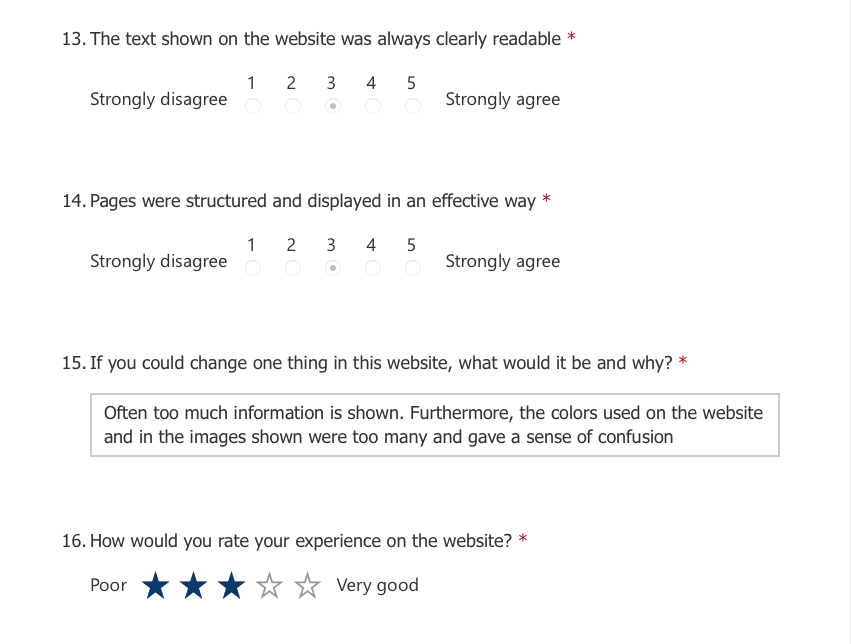 13. The text shown on the website was always clearly readable *
1 2 3 4 5
Strongly disagree Strongly agree
14. Pages were structured and displayed in an effective way *
1 2 3 4 5
Strongly disagree Strongly agree
15. If you could change one thing in this website, what would it be and why? *
Often too much information is shown. Furthermore, the colors used on the website
and in the images shown were too many and gave a sense of confusion
16. How would you rate your experience on the website? *
Poor Very good